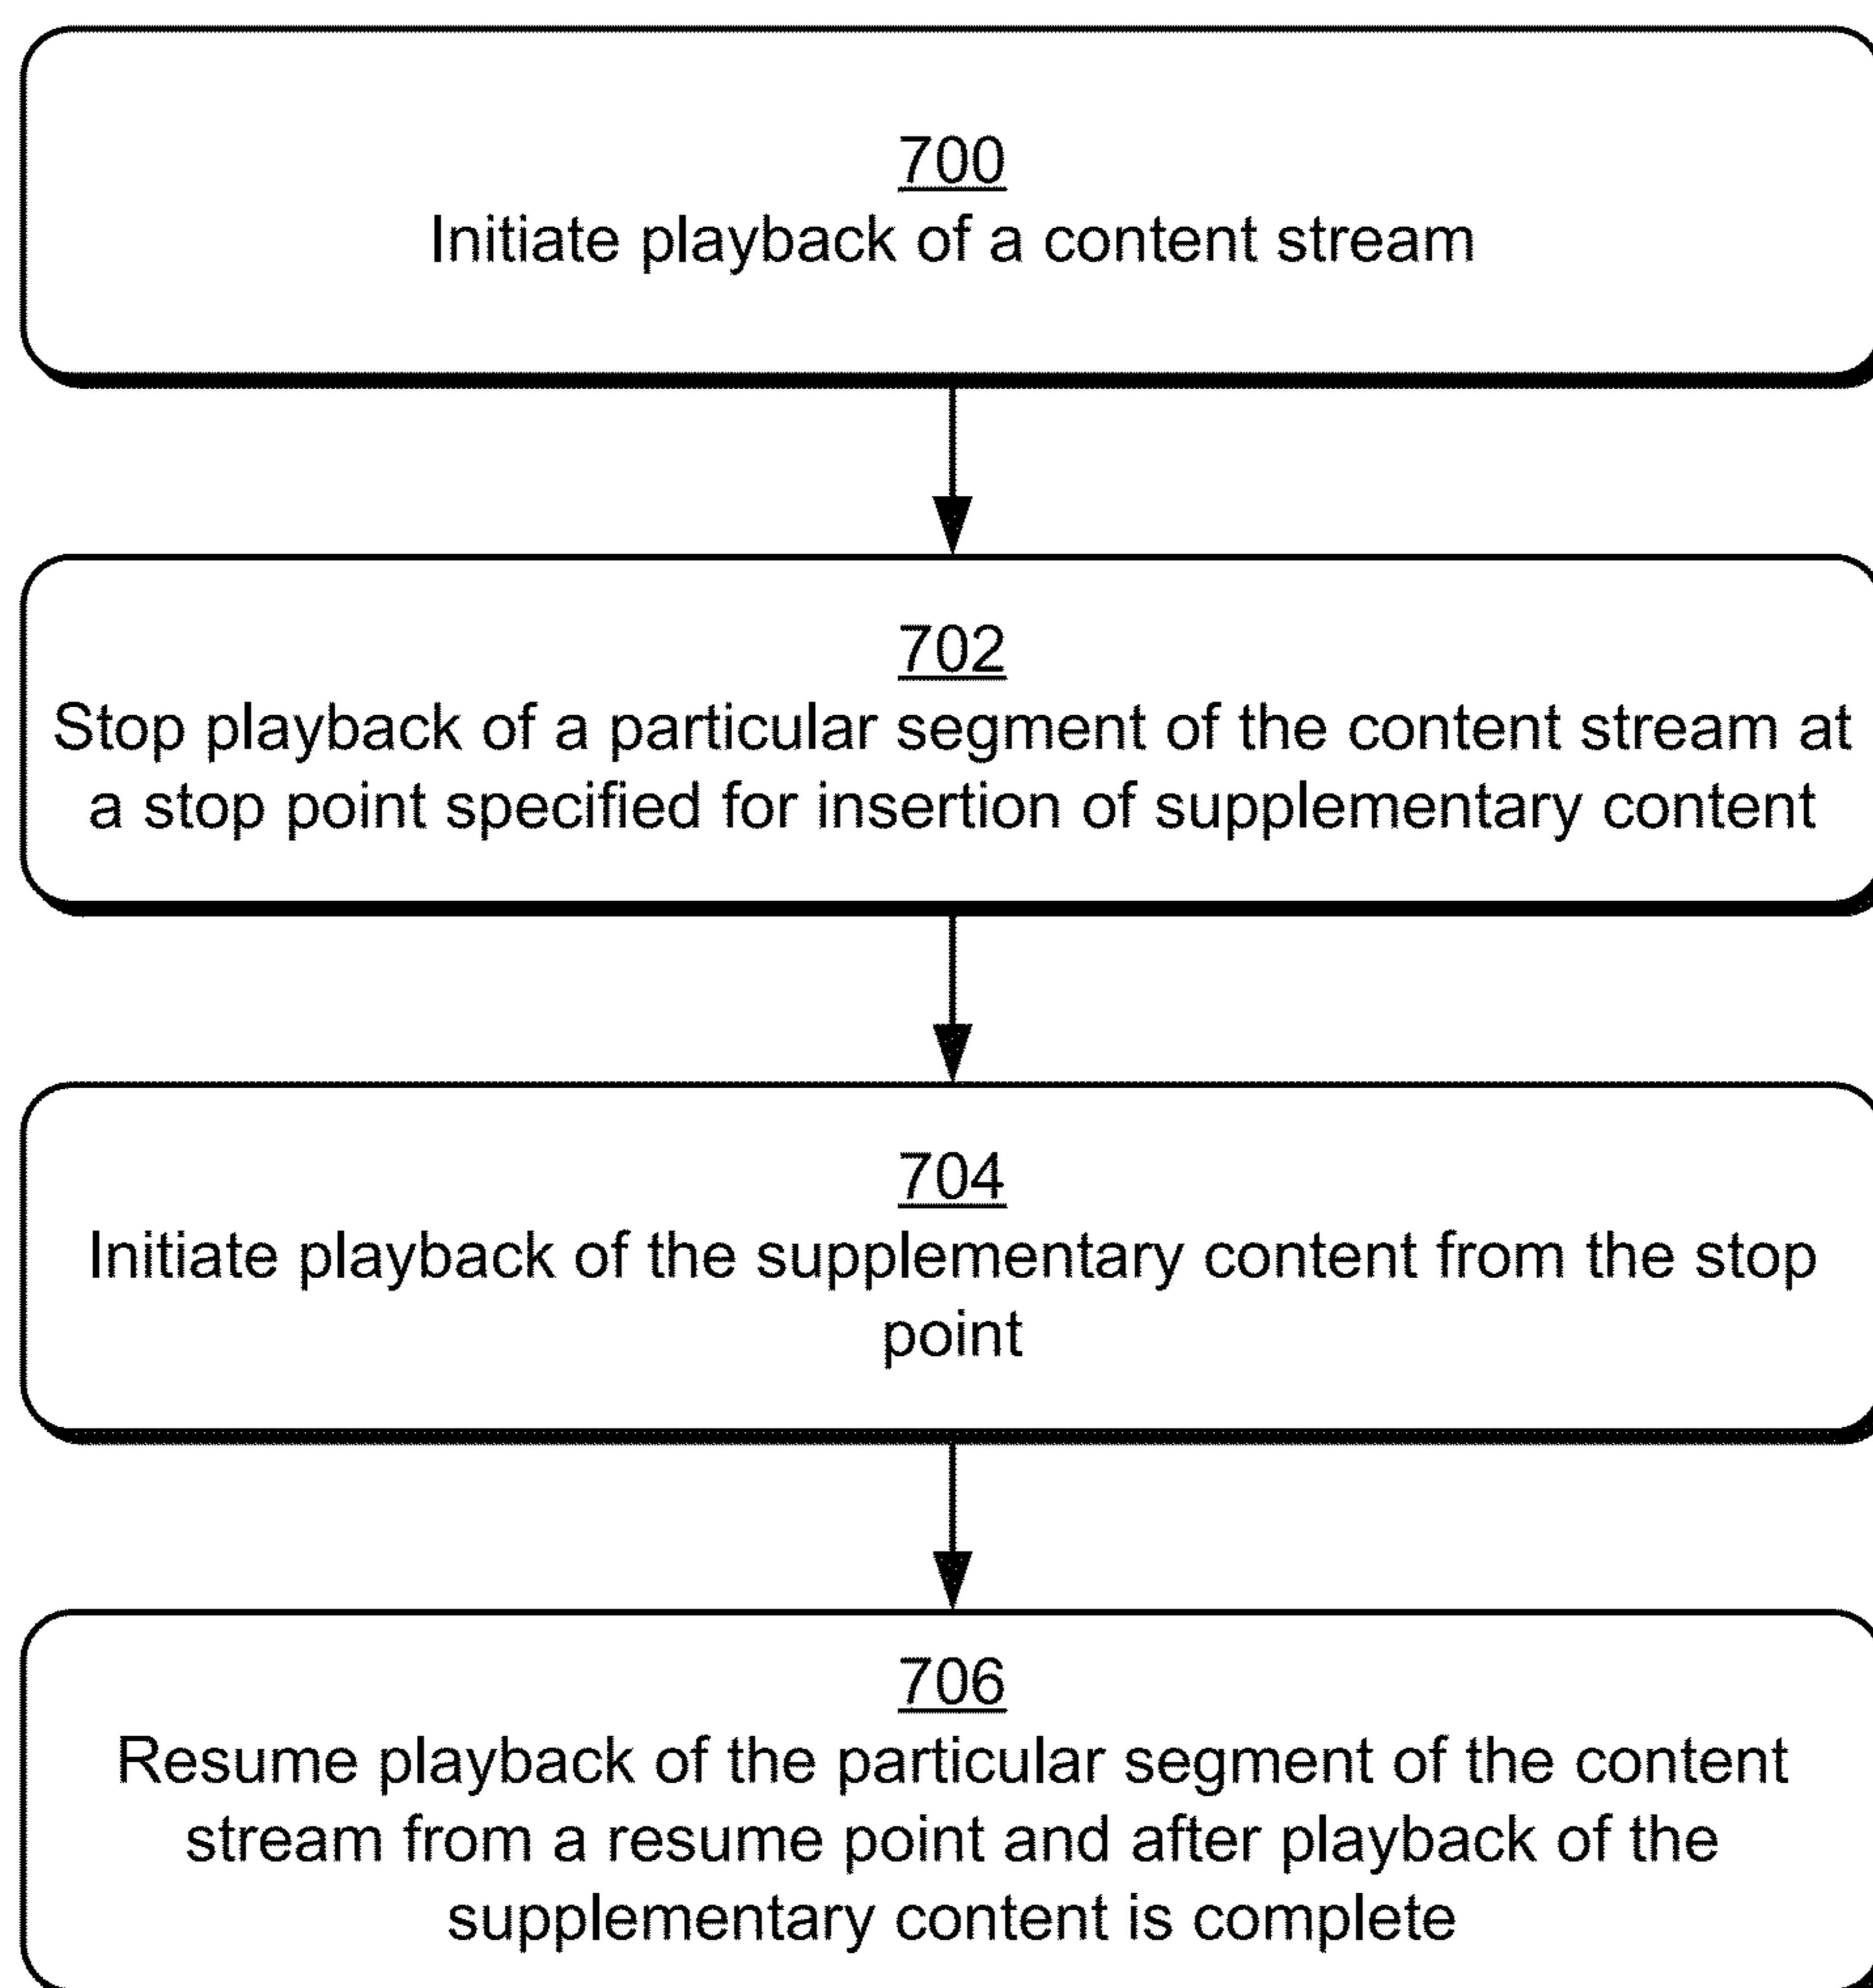 700
Initiate playback of a content stream
702
Stop playback of a particular segment of the content stream at
a stop point specified for insertion of supplementary content
704
Initiate playback of the supplementary content from the stop
point
706
Resume playback of the particular segment of the content
stream from a resume point and after playback of the
supplementary content is complete